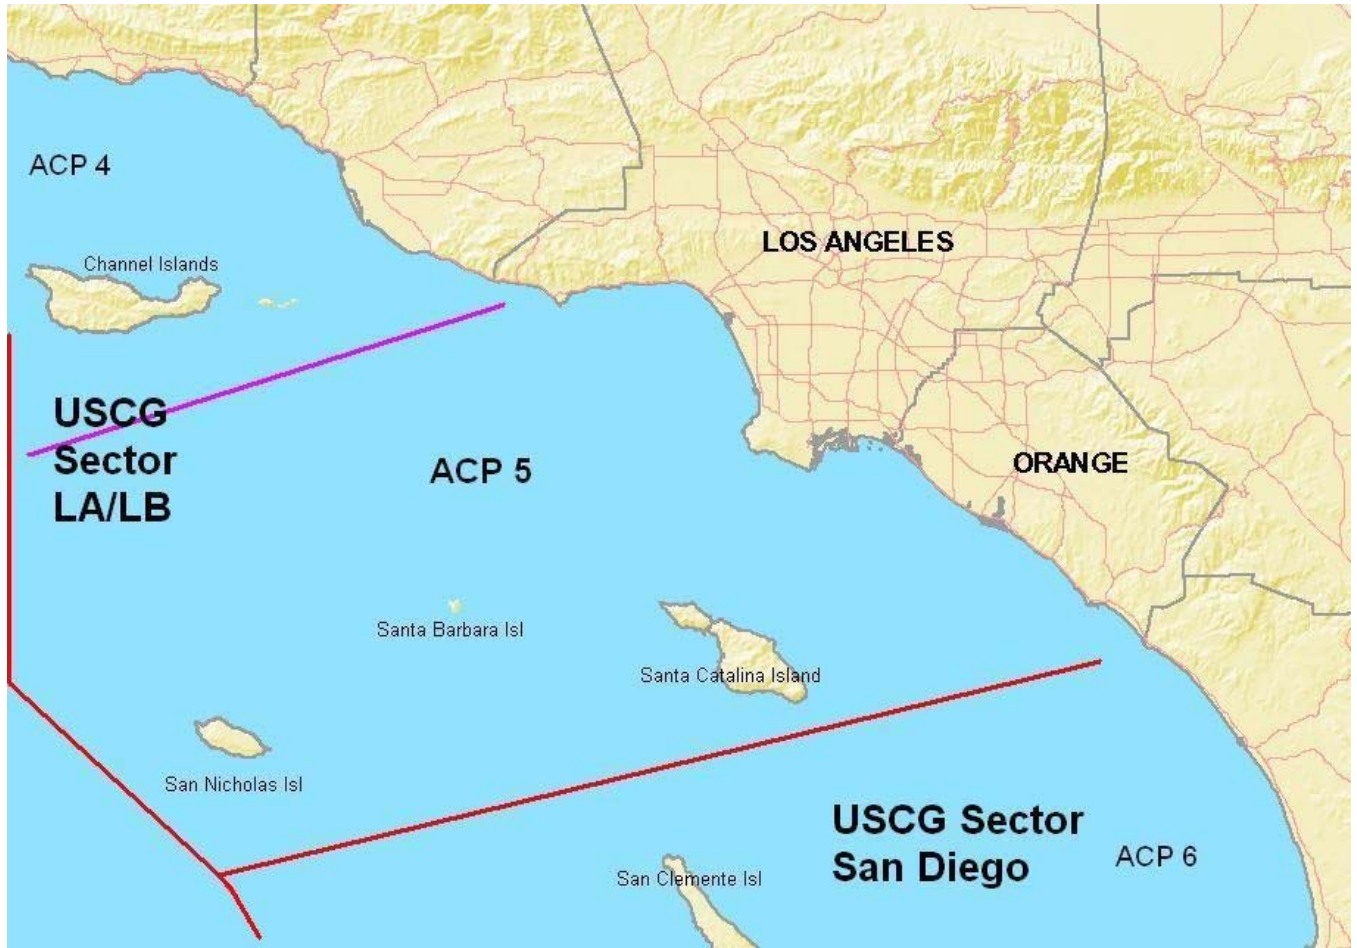 ACP 4
LOS ANGELES
Channel Islands
USCG
Sector
LA/LB
ACP 5
ORANGE
Santa Barbara Isl
Santa Catalina Island
San Nicholas Isl
USCG Sector
San Diego
ACP 6
San Clemente Isl